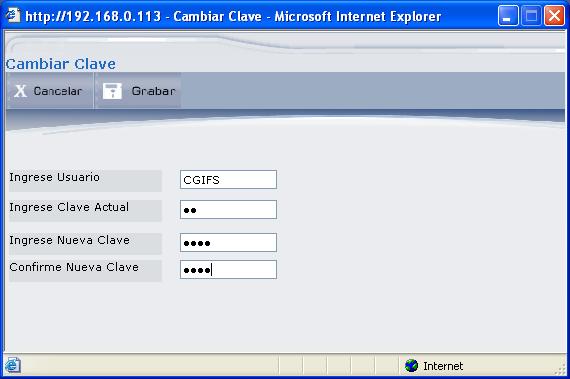 http://192.168.0.113 - Cambiar Clave - Microsoft Internet Explorer
Cambiar Clave
X Cancelar Grabar
Ingrese Usuario CGIFS
Ingrese Clave Actual ••
Ingrese Nueva Clave ••••
Confirme Nueva Clave ••••
Internet